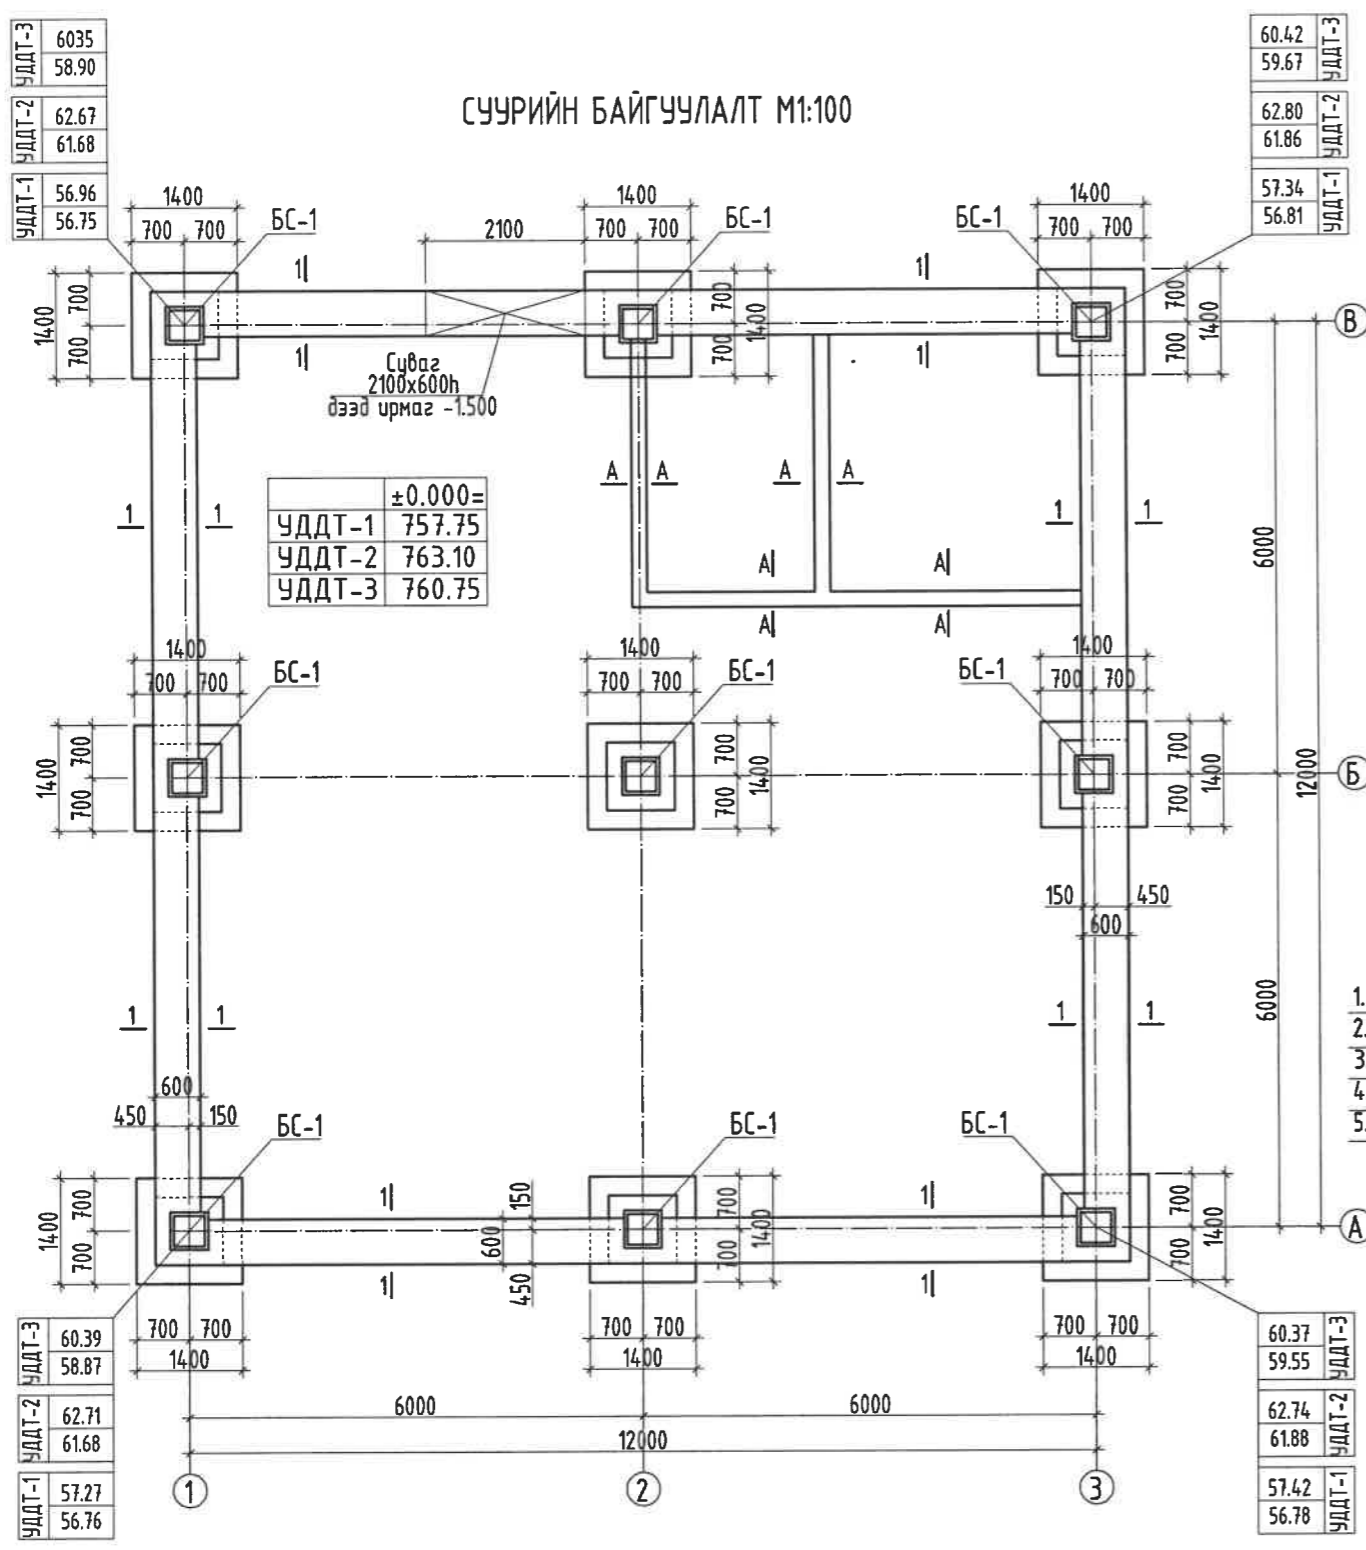 УДДТ-3 6035 58.90
УДДТ-2 62.67 61.68
УДДТ-1 56.96 56.75
60.42 59.67 УДДТ-3
62.80 61.86 УДДТ-2
57.34 56.81 УДДТ-1
СУУРИЙН БАЙГУУЛАЛТ М1:100
1400 1400 1400
700 700 БС-1 2100 700 700 БС-1 БС-1 700 700
1 1
1400 700 700 700 700 1400 700 700 1400
В
1 1
Суваг
2100х600h
дээд ирмаг -1.500
А А А А
±0.000=
УДДТ-1 757.75
УДДТ-2 763.10
УДДТ-3 760.75
1 1 1 1
6000
А А
А А
1400 1400 1400
700 700 БС-1 700 700 БС-1 БС-1 700 700
1400 700 700 700 700 1400 700 700 1400
12000
Б
150 450
600
6000
1 1 1 1
1.
2.
3
4
5.
600
450 150
БС-1 БС-1 БС-1
1400 700 700 1 600 150 450 700 700 1400 1 700 700 1400
А
1 1
700 700 700 700 700 700
1400 1400 1400
УДДТ-3 60.39 58.87
УДДТ-2 62.71 61.68
УДДТ-1 57.27 56.76
60.37 59.55 УДДТ-3
62.74 61.88 УДДТ-2
57.42 56.78 УДДТ-1
6000 6000
12000
1 2 3